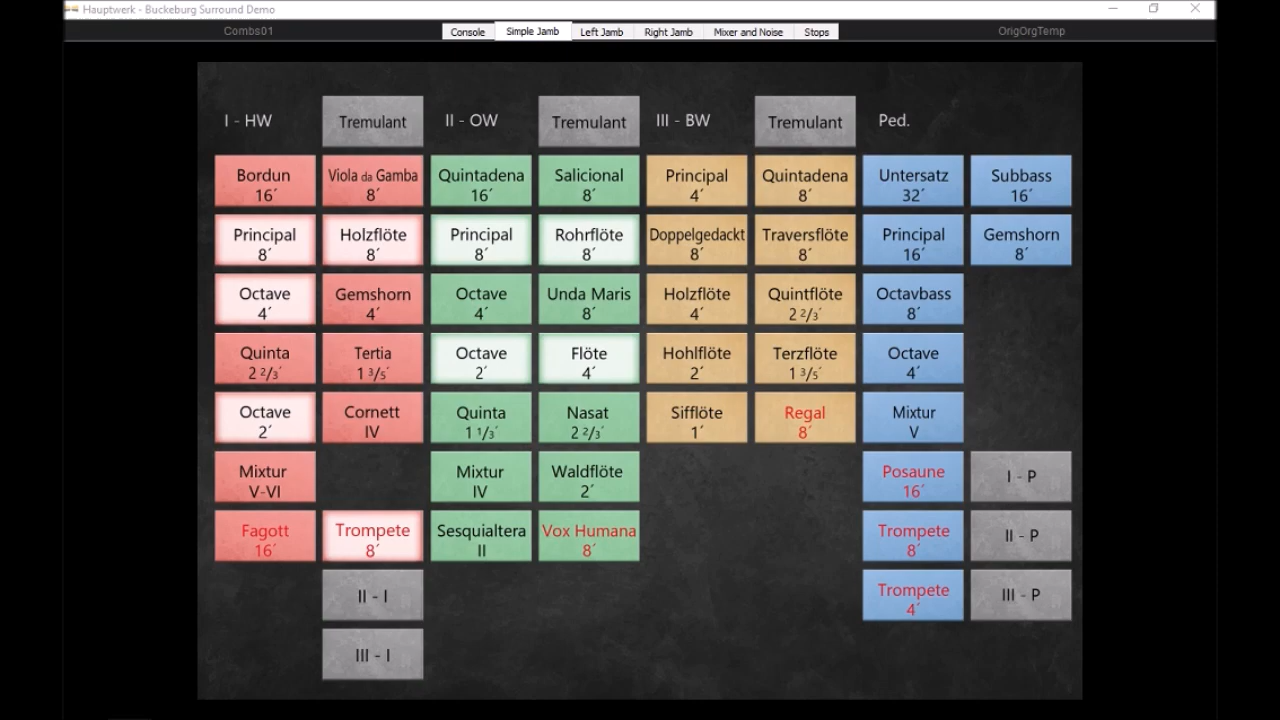 Hauptwerk - Buckeburg Surround Demo
Combs01
Console
Simple Jamb
Left Jamb
Right Jamb
Mixer and Noise
Stops
OrigOrgTemp
I - HW
Tremulant
II - OW
Tremulant
III - BW
Tremulant
Ped.
Bordun
16´
Viola da Gamba
8´
Quintadena
16´
Salicional
8´
Principal
4´
Quintadena
8´
Untersatz
32´
Subbass
16´
Principal
8´
Holzflöte
8´
Principal
8´
Rohrflöte
8´
Doppelgedackt
8´
Traversflöte
8´
Principal
16´
Gemshorn
8´
Octave
4´
Gemshorn
4´
Octave
4´
Unda Maris
8´
Holzflöte
4´
Quintflöte
2 2/3´
Octavbass
8´
Quinta
2 2/3´
Tertia
1 3/5´
Octave
2´
Flöte
4´
Hohlflöte
2´
Terzflöte
1 3/5´
Octave
4´
Octave
2´
Cornett
IV
Quinta
1 1/3´
Nasat
2 2/3´
Sifflöte
1´
Regal
8´
Mixtur
V
Mixtur
V-VI
Mixtur
IV
Waldflöte
2´
Posaune
16´
I - P
Fagott
16´
Trompete
8´
Sesquialtera
II
Vox Humana
8´
Trompete
8´
II - P
II - I
Trompete
4´
III - P
III - I